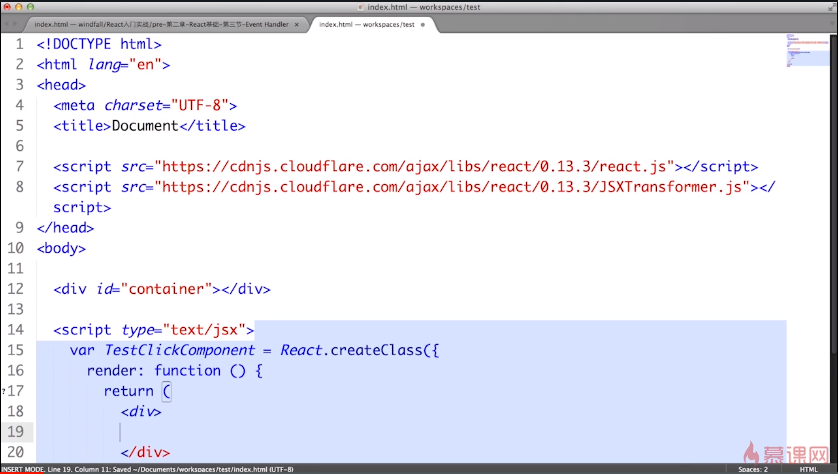 index.html — workspaces/test
index.html — windfall/React入门实战/pre-第二章-React基础-第三节-Event Handler ×
index.html — workspaces/test
1 <!DOCTYPE html>
2 <html lang="en">
3 <head>
4 <meta charset="UTF-8">
5 <title>Document</title>
6
7 <script src="https://cdnjs.cloudflare.com/ajax/libs/react/0.13.3/react.js"></script>
8 <script src="https://cdnjs.cloudflare.com/ajax/libs/react/0.13.3/JSXTransformer.js"></
script>
9 </head>
10 <body>
11
12 <div id="container"></div>
13
14 <script type="text/jsx">
15 var TestClickComponent = React.createClass({
16 render: function () {
?17 return (
18 <div>
19
20 </div>
慕课网
INSERT MODE, Line 19, Column 11; Saved ~/Documents/workspaces/test/index.html (UTF-8) Spaces: 2 HTML